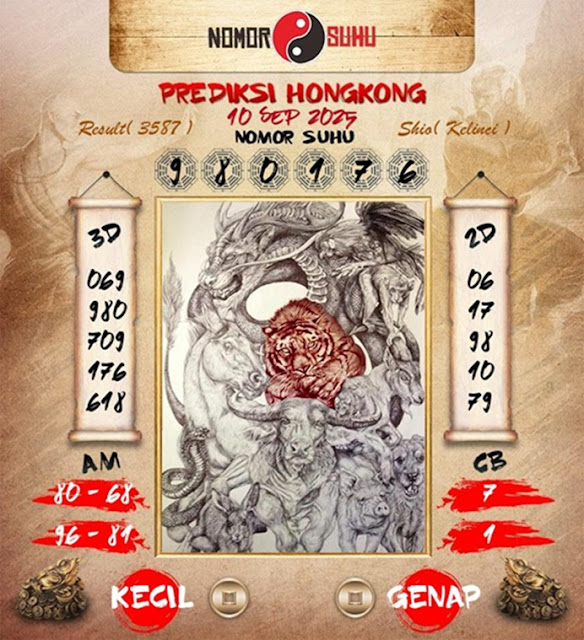 NOMOR SUHU
PREDIKSI HONGKONG
10 SEP 2025
Result( 3587 )
NOMOR SUHU
Shio( Kelinci )
9 8 0 1 7 6
3D
069
980
709
176
618
2D
06
17
98
10
79
AM
80 - 68
96 - 81
CB
7
1
KECIL
GENAP